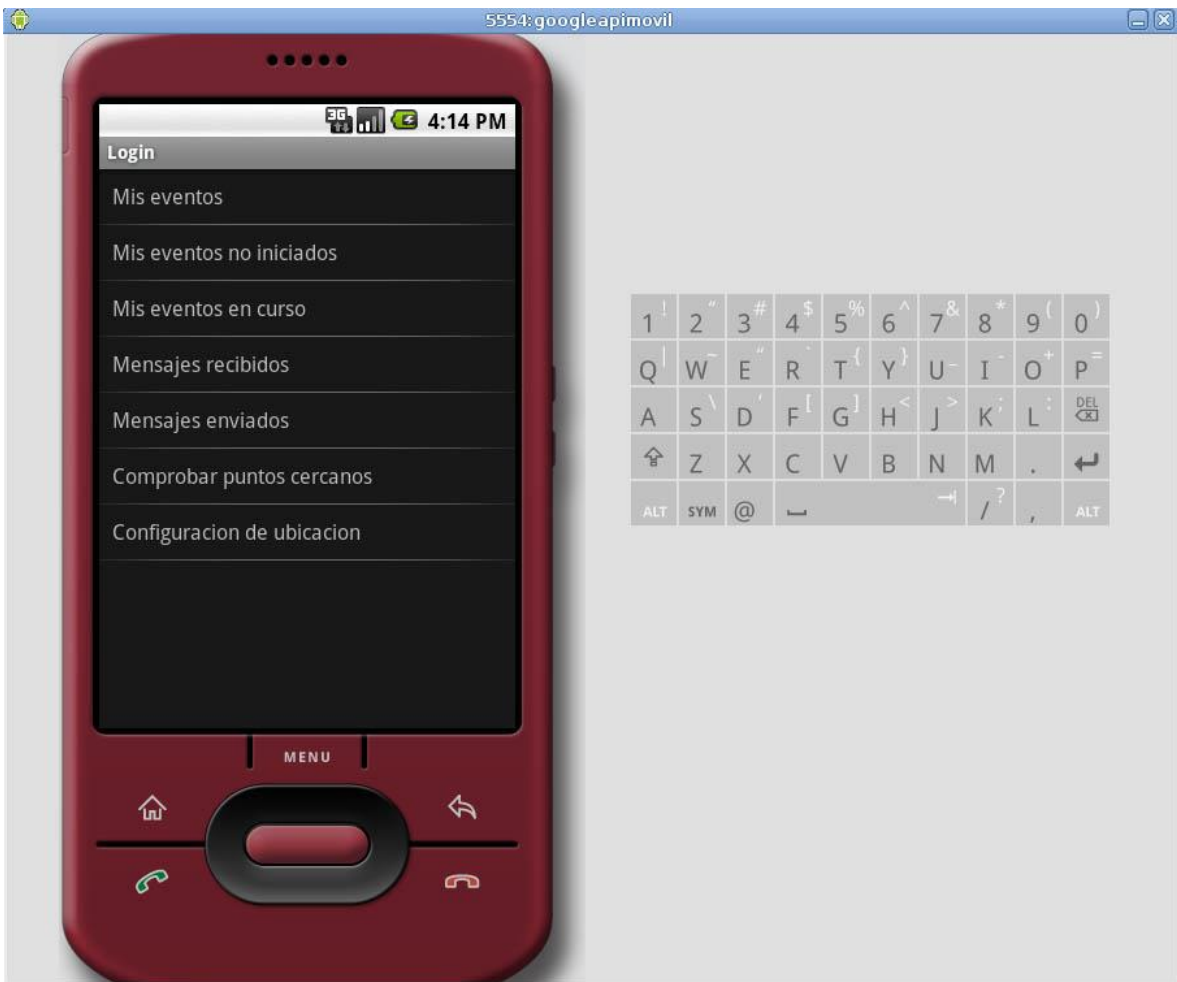 5554:googleapimovil
3G 4:14 PM
Login
Mis eventos
Mis eventos no iniciados
Mis eventos en curso
Mensajes recibidos
Mensajes enviados
Comprobar puntos cercanos
Configuracion de ubicacion
MENU
1 ! 2 " 3 # 4 $ 5 % 6 ^ 7 & 8 * 9 ( 0 )
Q | W ~ E “ R ` T { Y } U _ I - O + P =
A S \ D ' F [ G ] H < J > K ; L : DEL
Z X C V B N M .
ALT SYM @ / ? , ALT